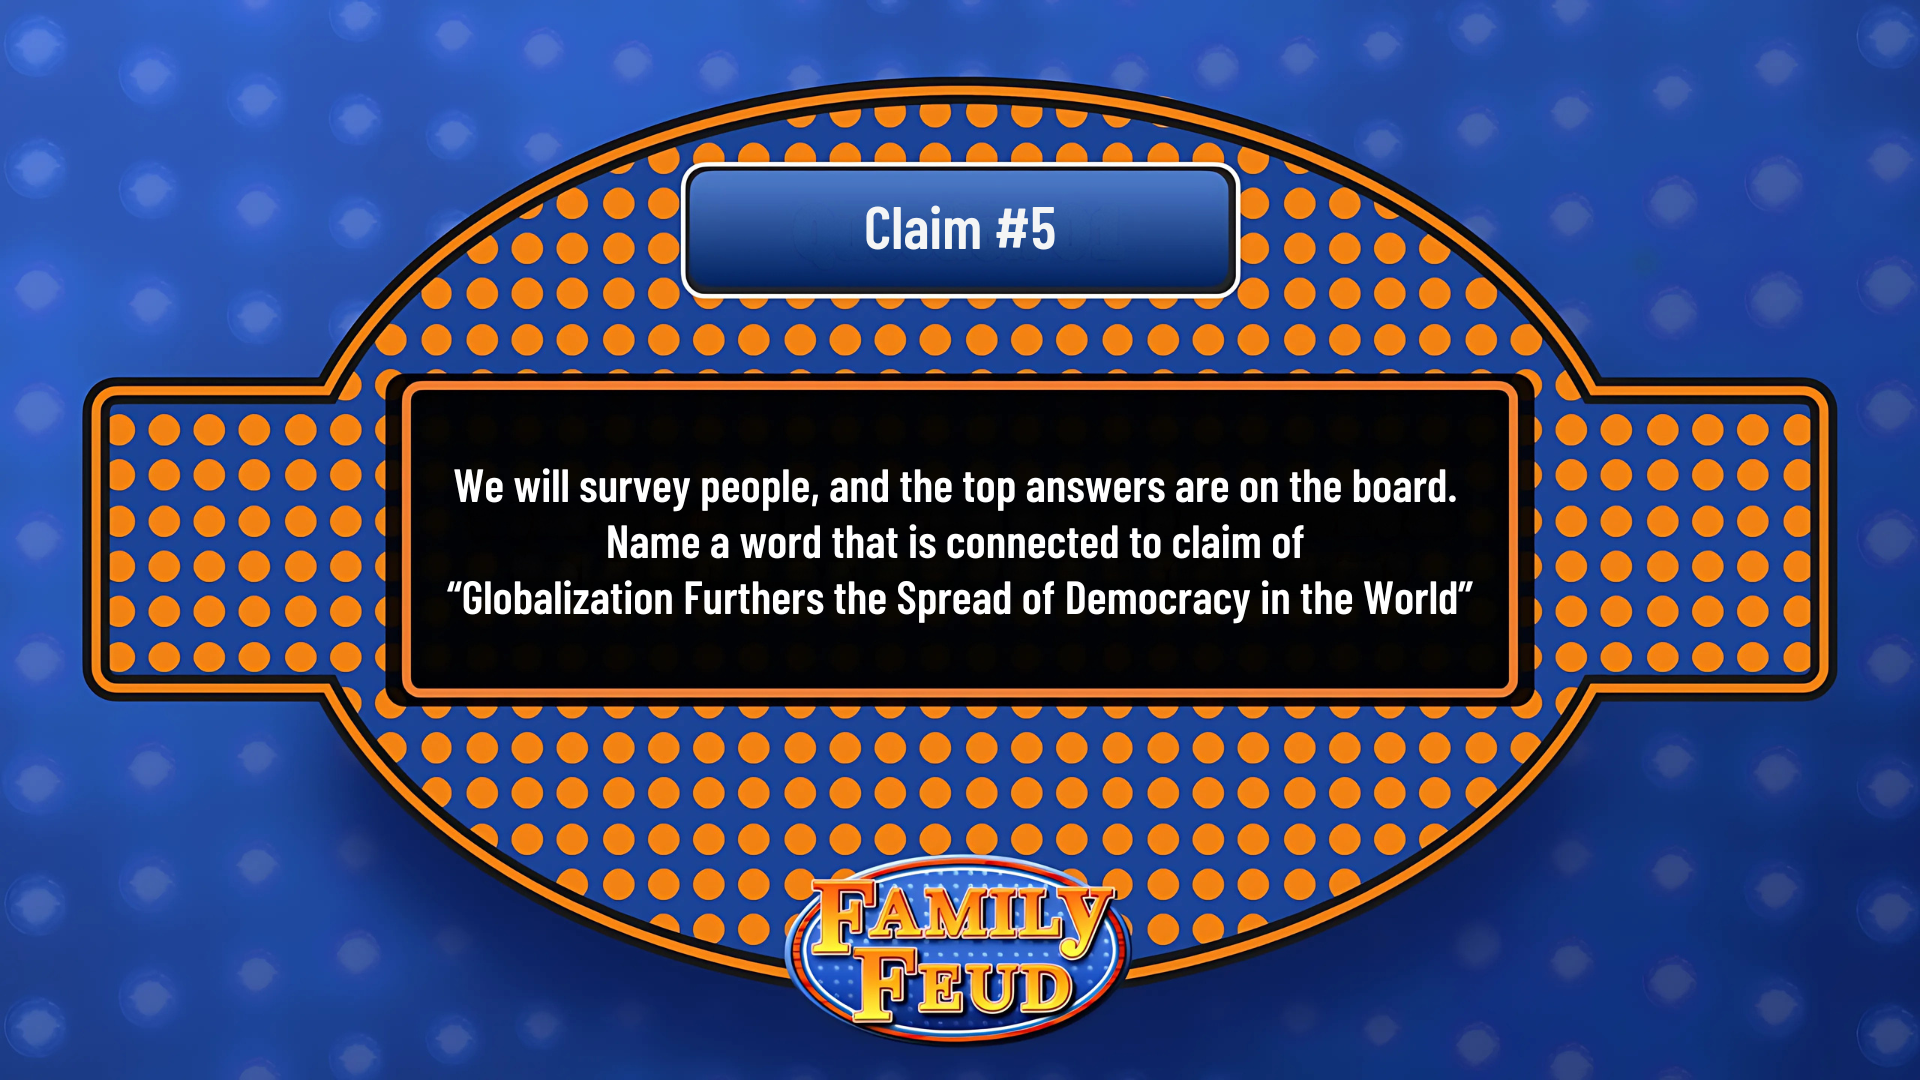 Claim #5
We will survey people, and the top answers are on the board.
Name a word that is connected to claim of
“Globalization Furthers the Spread of Democracy in the World”
FAMILY
FEUD